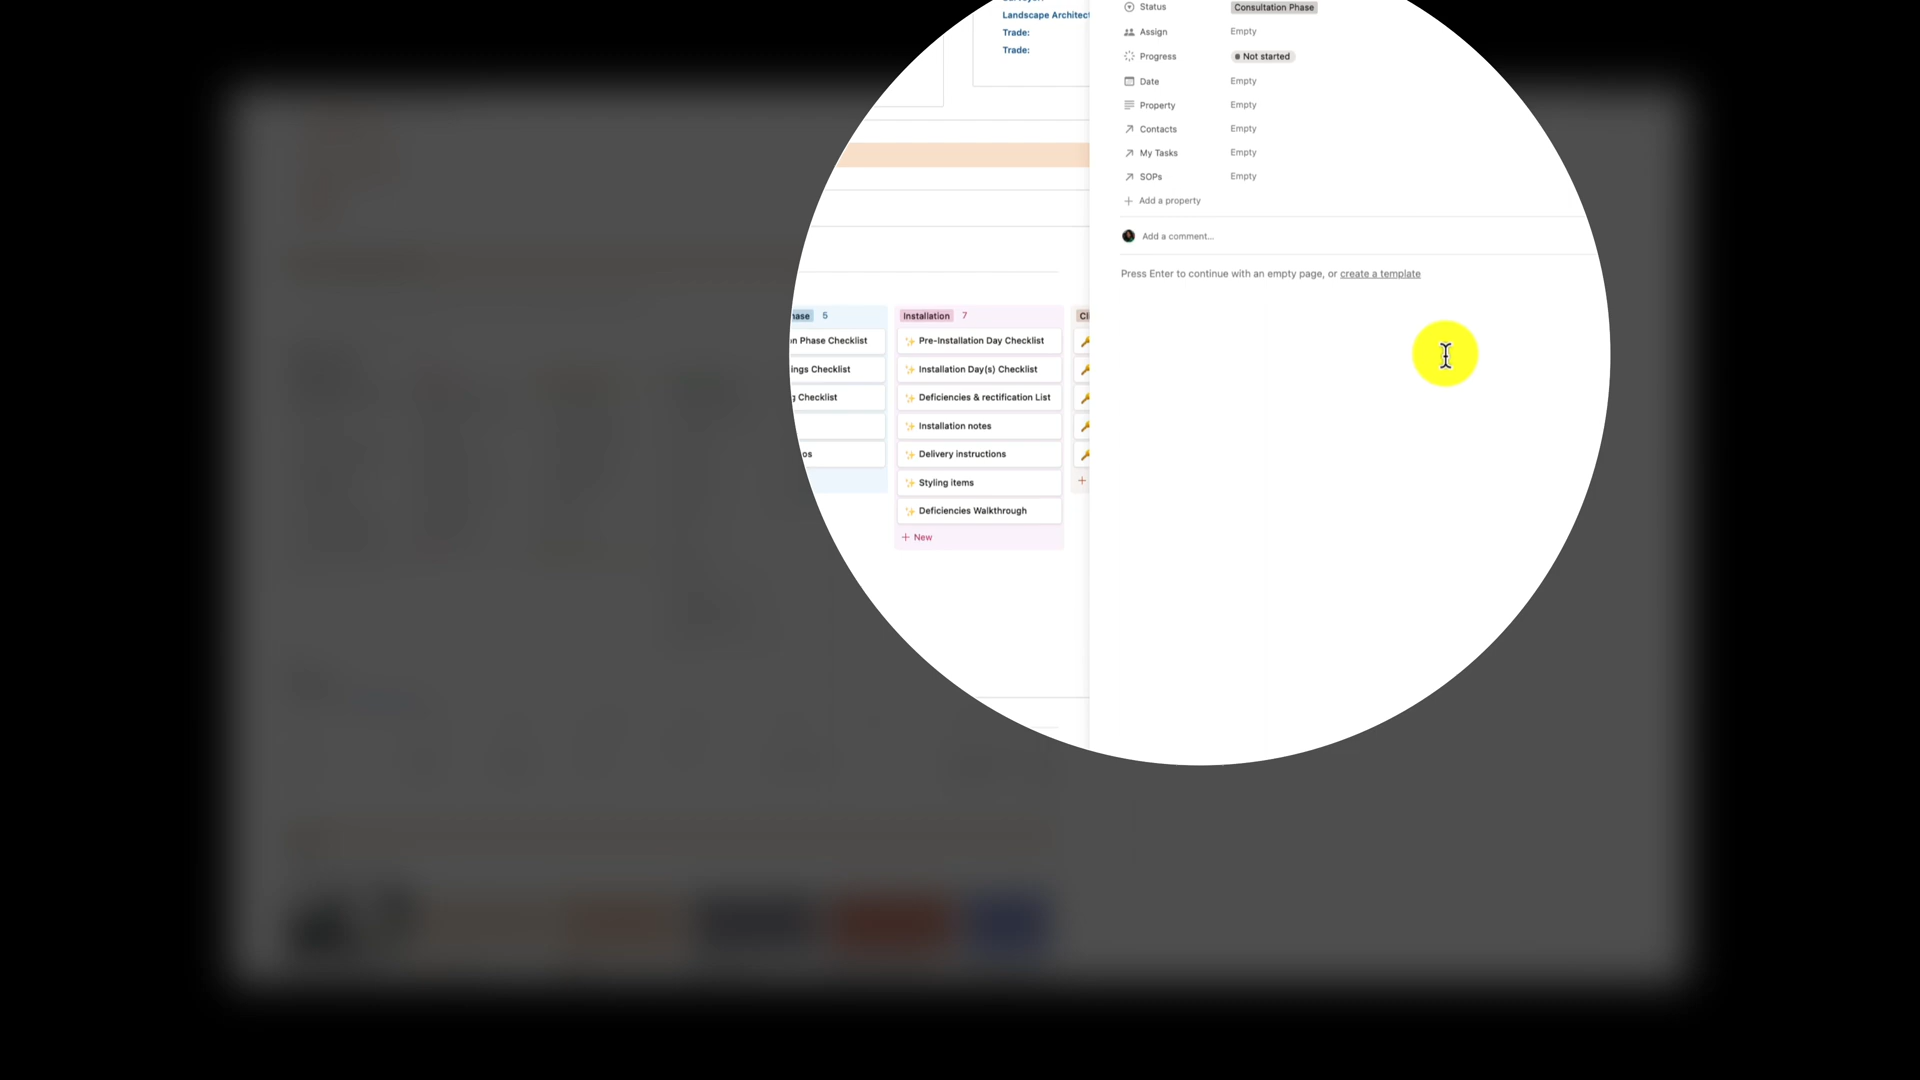 Landscape Architect
Trade:
Trade:
Status Consultation Phase
Assign Empty
Progress Not started
Date Empty
Property Empty
Contacts Empty
My Tasks Empty
SOPs Empty
Add a property
Add a comment...
Press Enter to continue with an empty page, or create a template
5
n Phase Checklist
ings Checklist
g Checklist
os
Installation 7
Pre-Installation Day Checklist
Installation Day(s) Checklist
Deficiencies & rectification List
Installation notes
Delivery instructions
Styling items
Deficiencies Walkthrough
+ New
Cl
+